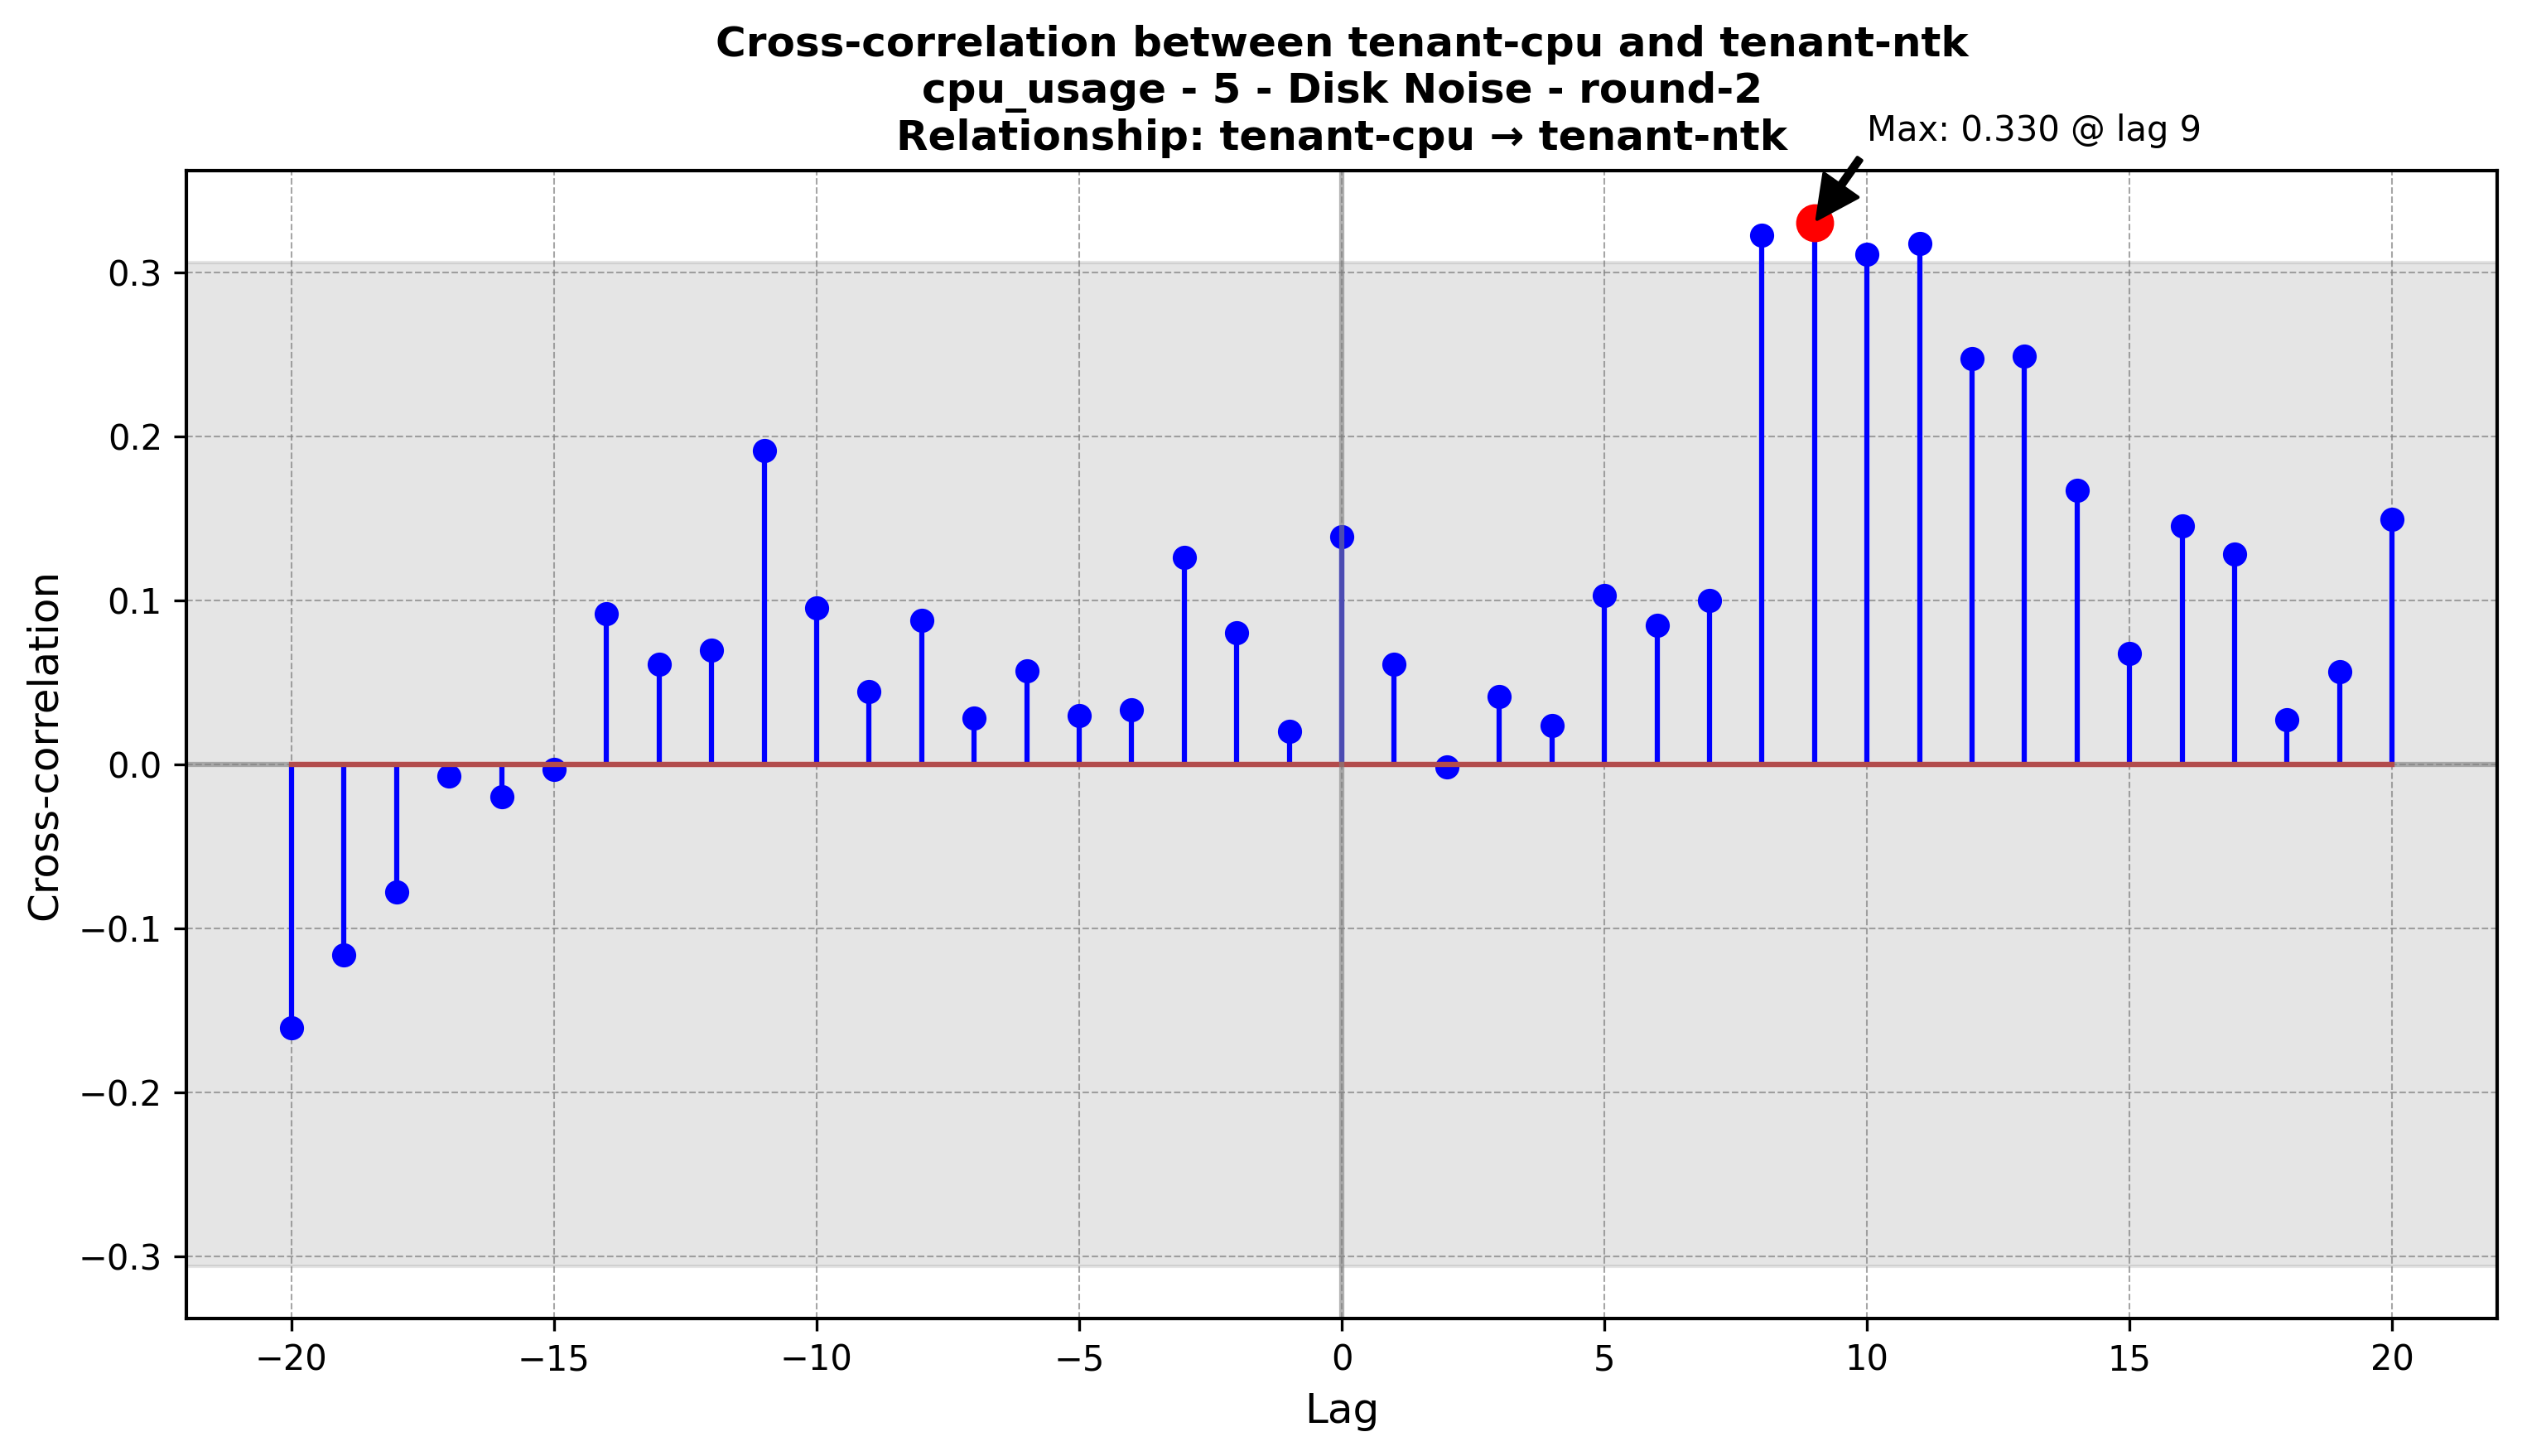 Cross-correlation between tenant-cpu and tenant-ntk
cpu_usage - 5 - Disk Noise - round-2
Relationship: tenant-cpu → tenant-ntk
Max: 0.330 @ lag 9
0.3
0.2
0.1
0.0
−0.1
−0.2
−0.3
Cross-correlation
−20 −15 −10 −5 0 5 10 15 20
Lag